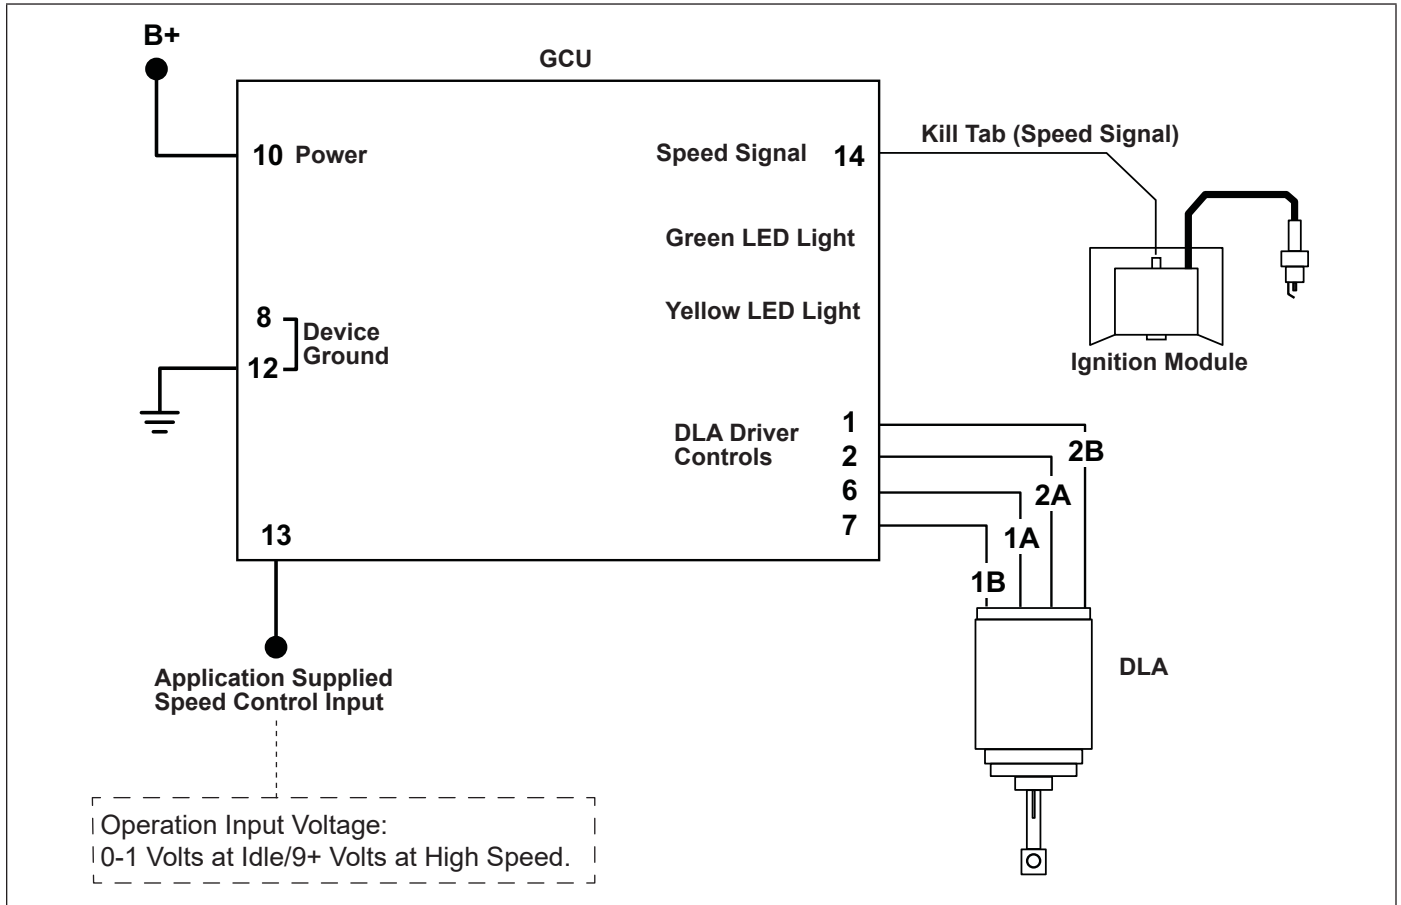 B+
GCU
10 Power
Speed Signal 14
Kill Tab (Speed Signal)
Green LED Light
Yellow LED Light
Ignition Module
8
Device
Ground
12
DLA Driver
Controls
1
2
6
7
2B
2A
1A
1B
13
DLA
Application Supplied
Speed Control Input
Operation Input Voltage:
0-1 Volts at Idle/9+ Volts at High Speed.